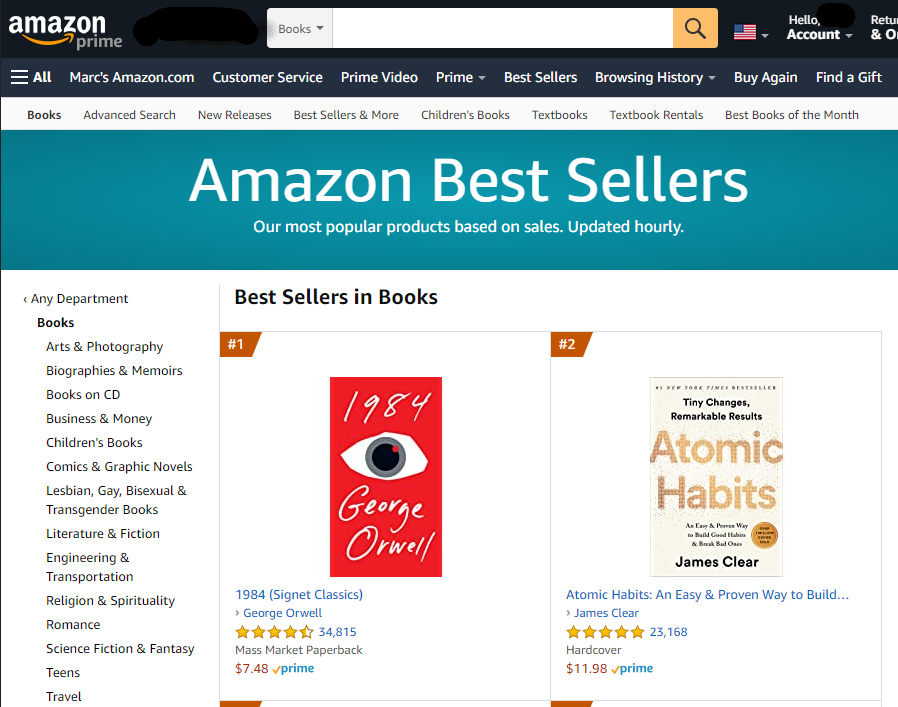 amazon
prime
Books
Hello,
Account
Retur
& O
All
Marc's Amazon.com
Customer Service
Prime Video
Prime
Best Sellers
Browsing History
Buy Again
Find a Gift
Books
Advanced Search
New Releases
Best Sellers & More
Children's Books
Textbooks
Textbook Rentals
Best Books of the Month
Amazon Best Sellers
Our most popular products based on sales. Updated hourly.
‹ Any Department
Books
Arts & Photography
Biographies & Memoirs
Books on CD
Business & Money
Children's Books
Comics & Graphic Novels
Lesbian, Gay, Bisexual &
Transgender Books
Literature & Fiction
Engineering &
Transportation
Religion & Spirituality
Romance
Science Fiction & Fantasy
Teens
Travel
Best Sellers in Books
#1
1984
George
Orwell
1984 (Signet Classics)
› George Orwell
34,815
Mass Market Paperback
$7.48 prime
#2
#1 NEW YORK TIMES BESTSELLER
Tiny Changes,
Remarkable Results
Atomic
Habits
An Easy & Proven Way
to Build Good Habits
& Break Bad Ones
James Clear
Atomic Habits: An Easy & Proven Way to Build…
› James Clear
23,168
Hardcover
$11.98 prime